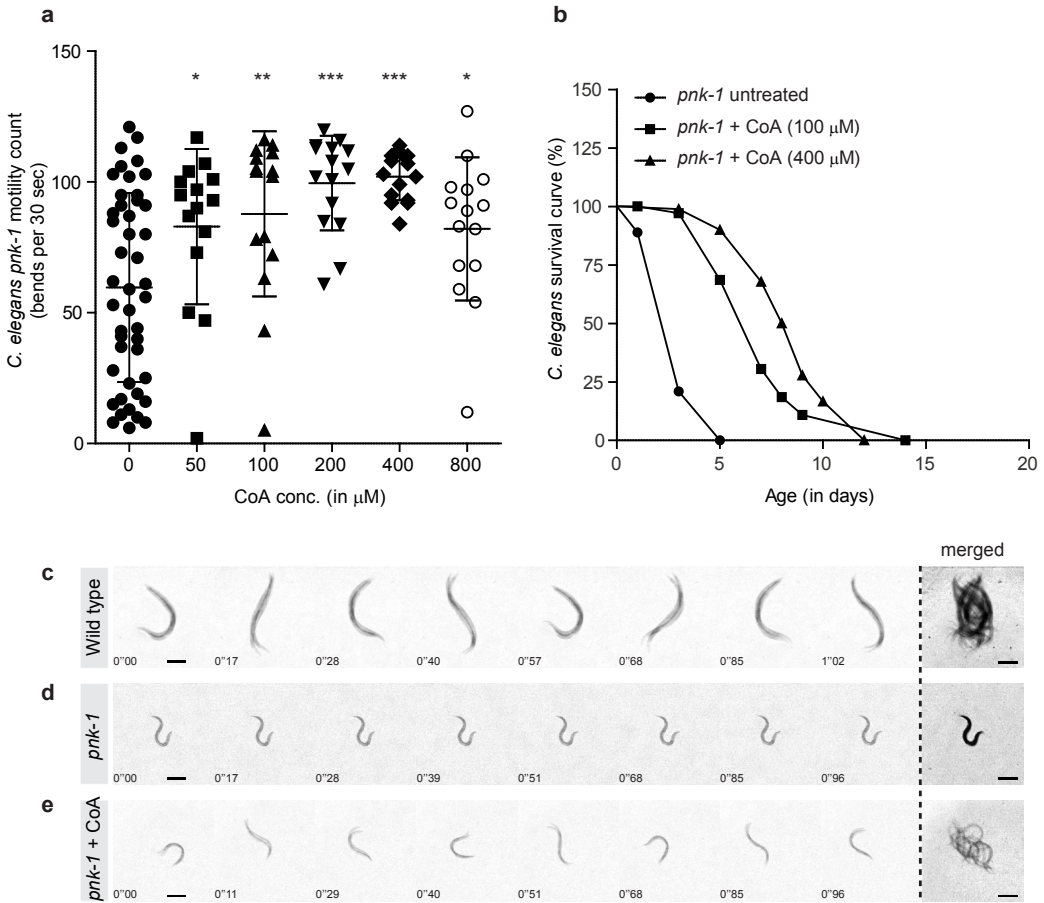 a
C. elegans pnk-1 motility count
(bends per 30 sec)
150
100
50
0
* ** *** *** *
0 50 100 200 400 800
CoA conc. (in μM)
b
C. elegans survival curve (%)
150
125
100
75
50
25
0
pnk-1 untreated
pnk-1 + CoA (100 μM)
pnk-1 + CoA (400 μM)
0 5 10 15 20
Age (in days)
merged
c
Wild type
0"00 0"17 0"28 0"40 0"57 0"68 0"85 1"02
d
pnk-1
0"00 0"17 0"28 0"39 0"51 0"68 0"85 0"96
e
pnk-1 + CoA
0"00 0"11 0"29 0"40 0"51 0"68 0"85 0"96